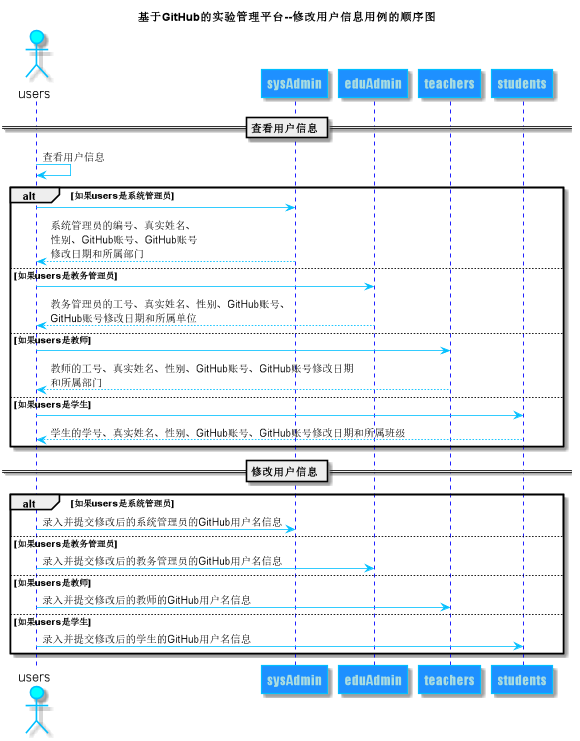 基于GitHub的实验管理平台--修改用户信息用例的顺序图
users
sysAdmin
eduAdmin
teachers
students
查看用户信息
查看用户信息
alt
[如果users是系统管理员]
系统管理员的编号、真实姓名、
性别、GitHub账号、GitHub账号
修改日期和所属部门
[如果users是教务管理员]
教务管理员的工号、真实姓名、性别、GitHub账号、
GitHub账号修改日期和所属单位
[如果users是教师]
教师的工号、真实姓名、性别、GitHub账号、GitHub账号修改日期
和所属部门
[如果users是学生]
学生的学号、真实姓名、性别、GitHub账号、GitHub账号修改日期和所属班级
修改用户信息
alt
[如果users是系统管理员]
录入并提交修改后的系统管理员的GitHub用户名信息
[如果users是教务管理员]
录入并提交修改后的教务管理员的GitHub用户名信息
[如果users是教师]
录入并提交修改后的教师的GitHub用户名信息
[如果users是学生]
录入并提交修改后的学生的GitHub用户名信息
users
sysAdmin
eduAdmin
teachers
students